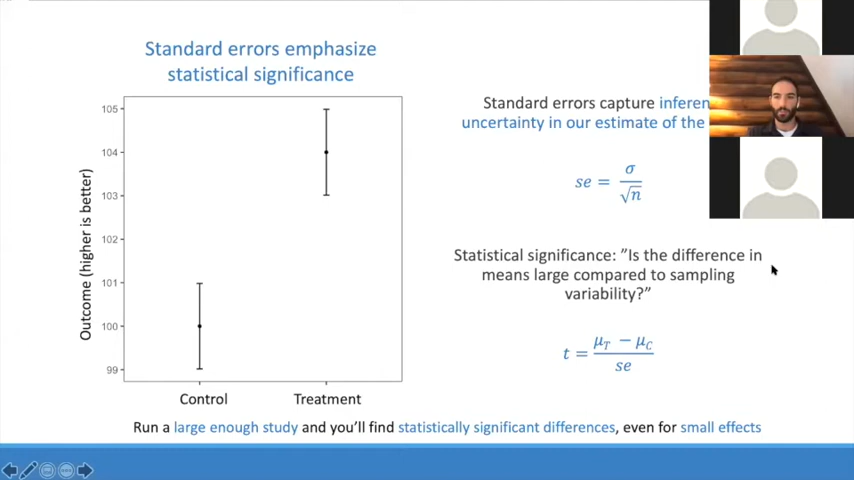 Standard errors emphasize
statistical significance
105
104
103
102
101
100
99
Outcome (higher is better)
Control
Treatment
Standard errors capture
uncertainty in our estimate of the
se = σ / √n
Statistical significance: ”Is the difference in
means large compared to sampling
variability?”
t = μT − μC / se
Run a large enough study and you’ll find statistically significant differences, even for small effects